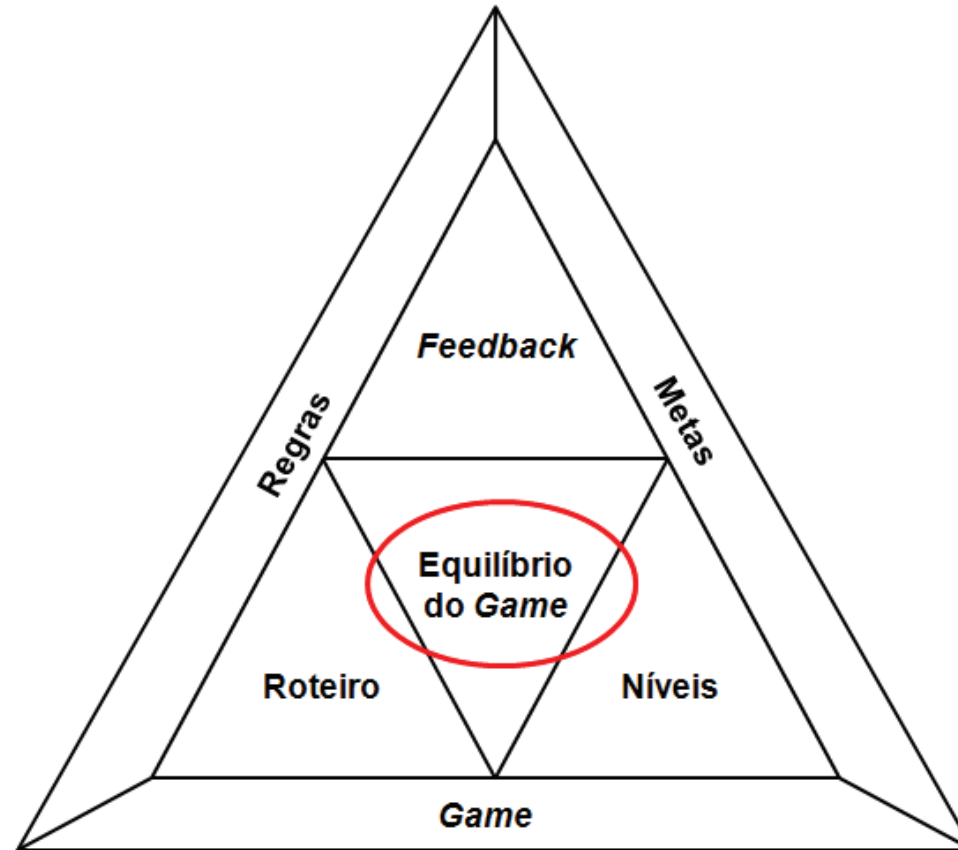 Feedback
Regras
Metas
Equilíbrio
do Game
Roteiro
Níveis
Game